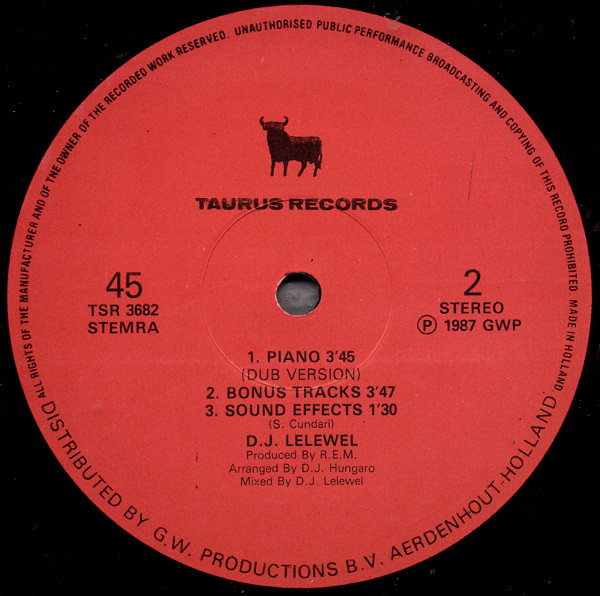 ALL RIGHTS OF THE MANUFACTURER AND OF THE OWNER OF THE RECORDED WORK RESERVED. UNAUTHORISED PUBLIC PERFORMANCE BROADCASTING AND COPYING OF THIS RECORD PROHIBITED. MADE IN HOLLAND
TAURUS RECORDS
45
TSR 3682
STEMRA
2
STEREO
Ⓟ 1987 GWP
1. PIANO 3'45
(DUB VERSION)
2. BONUS TRACKS 3'47
3. SOUND EFFECTS 1'30
(S. Cundari)
D.J. LELEWEL
Produced By R.E.M.
Arranged By D.J. Hungaro
Mixed By D.J. Lelewel
DISTRIBUTED BY G.W. PRODUCTIONS B.V. AERDENHOUT-HOLLAND